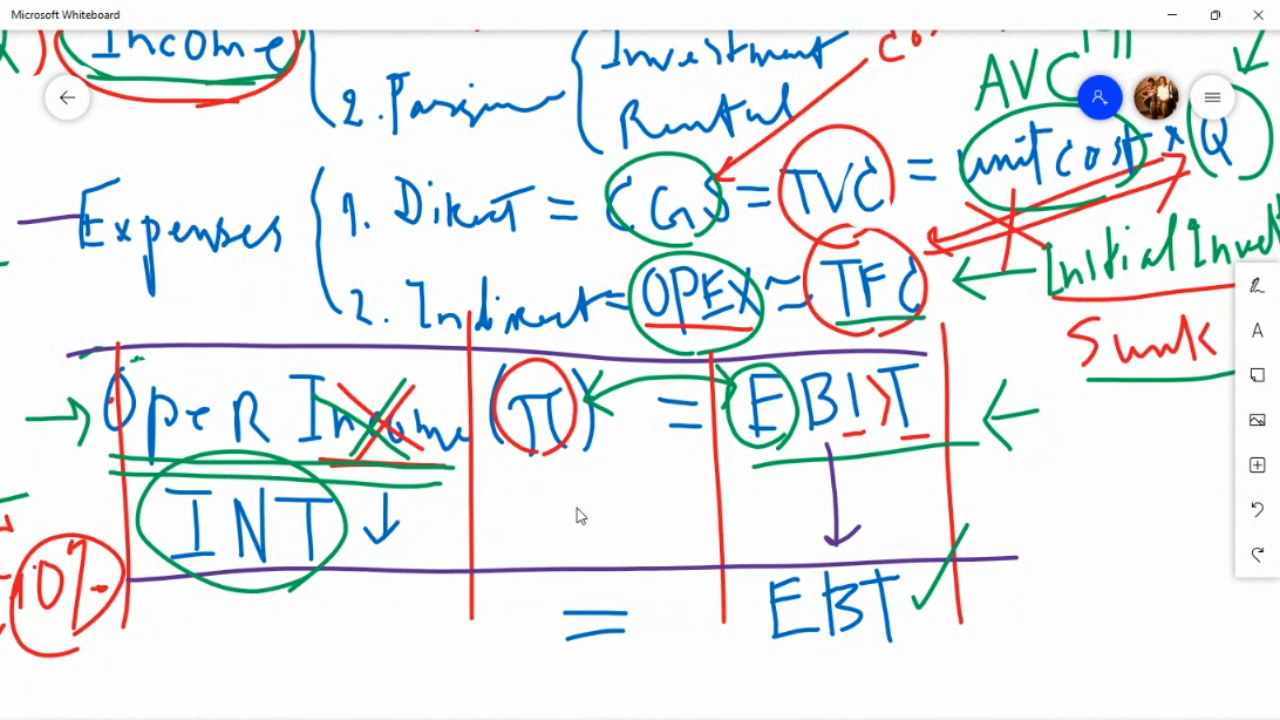 Microsoft Whiteboard
Income
2. Passive
Investment
Rental
AVC
Expenses
1. Direct = CGS = TVC = unit cost × Q
2. Indirect = OPEX ≈ TFC
Initial Invet
Sunk
Oper Income (π) = EBIT
INT ↓
10%
= EBT ✓